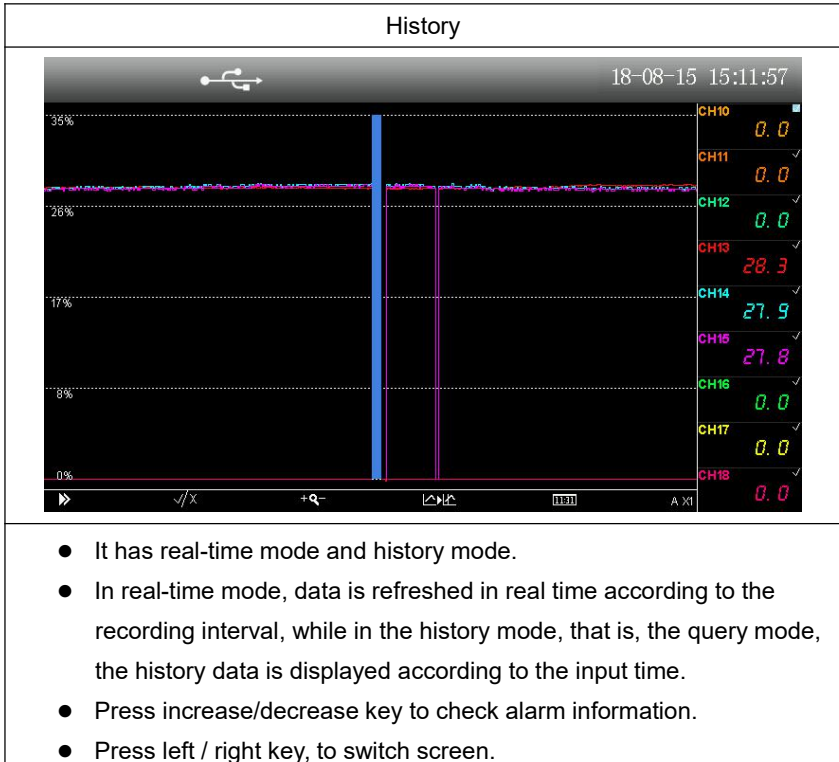 History
18-08-15 15:11:57
35%
26%
17%
8%
0%
CH10
0.0
CH11
0.0
CH12
0.0
CH13
28.3
CH14
27.9
CH15
27.8
CH16
0.0
CH17
0.0
CH18
0.0
√/X
+ -
11:11
A X1
● It has real-time mode and history mode.
● In real-time mode, data is refreshed in real time according to the
recording interval, while in the history mode, that is, the query mode,
the history data is displayed according to the input time.
● Press increase/decrease key to check alarm information.
● Press left / right key, to switch screen.